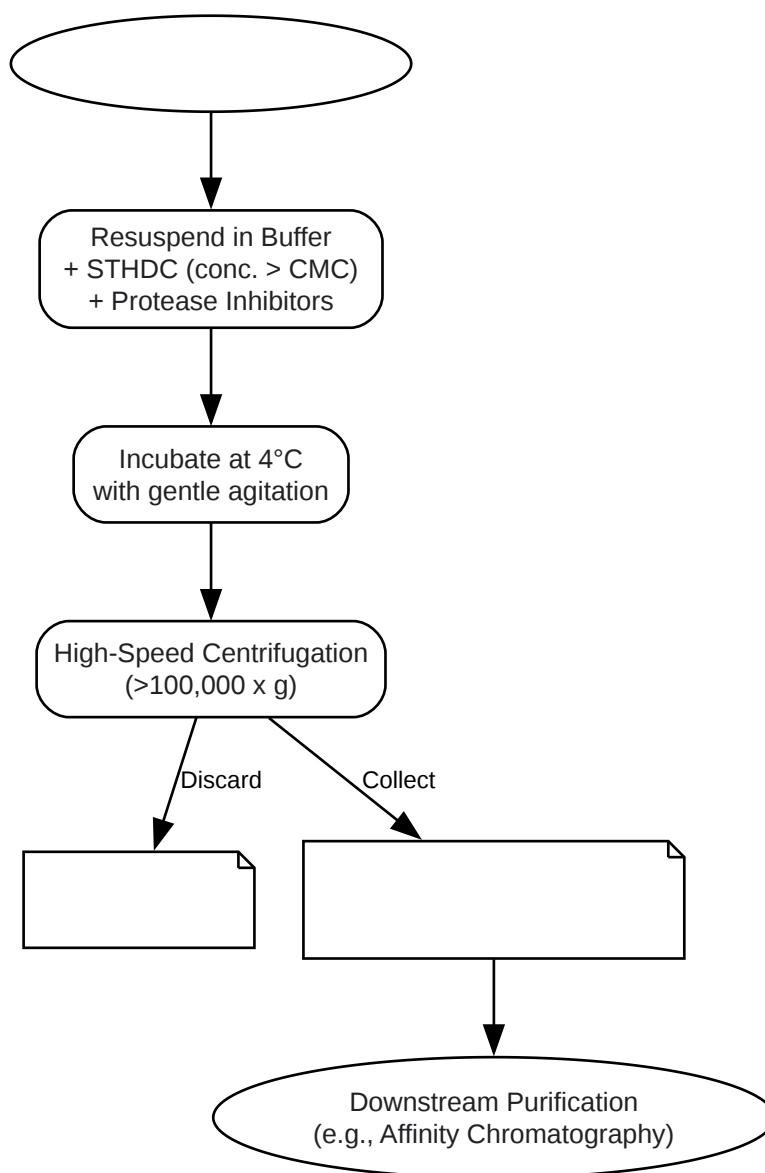 Resuspend in Buffer
+ STHDC (conc. > CMC)
+ Protease Inhibitors
Incubate at 4°C
with gentle agitation
High-Speed Centrifugation
(>100,000 x g)
Discard
Collect
Downstream Purification
(e.g., Affinity Chromatography)